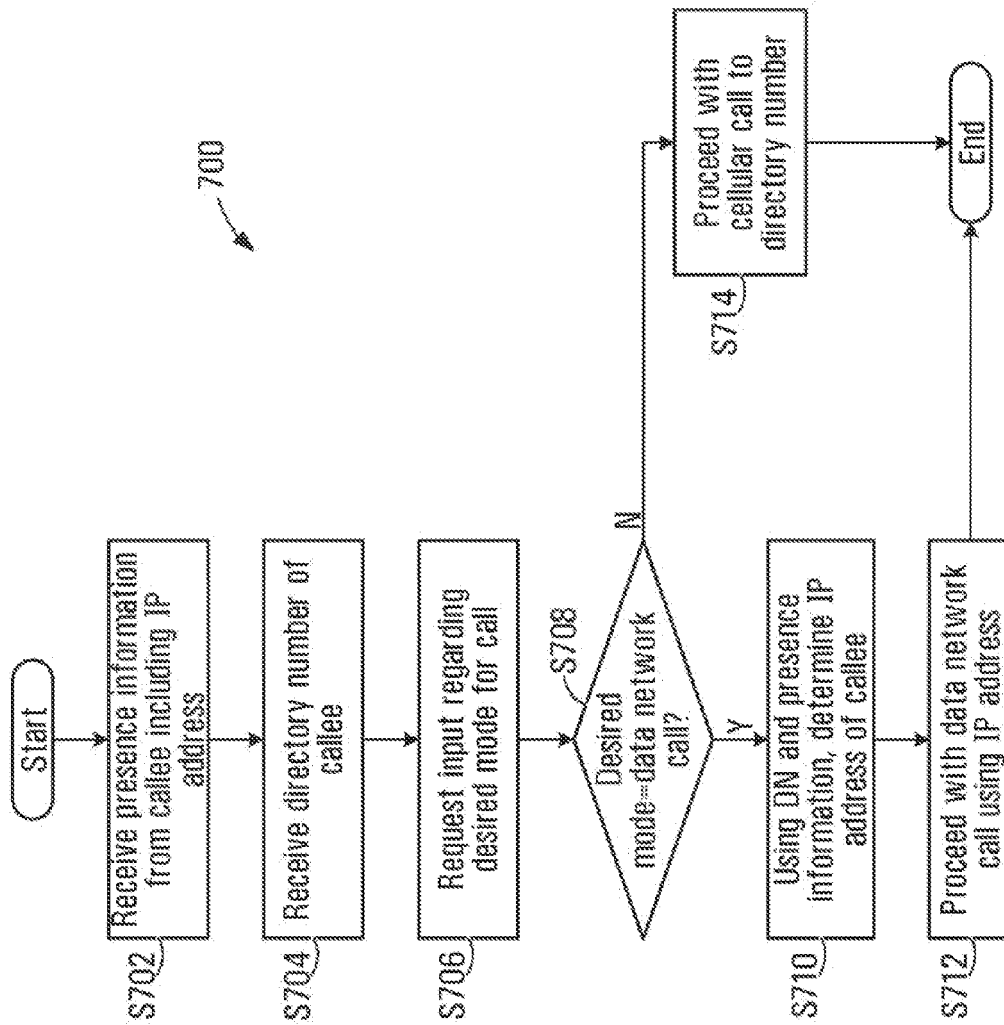 Start
700
S702
Receive presence information
from callee including IP
address
S704
Receive directory number of
callee
S706
Request input regarding
desired mode for call
S708
Desired
mode=data network
call?
N
Y
S714
Proceed with
cellular call to
directory number
S710
Using DN and presence
information, determine IP
address of callee
S712
Proceed with data network
call using IP address
End